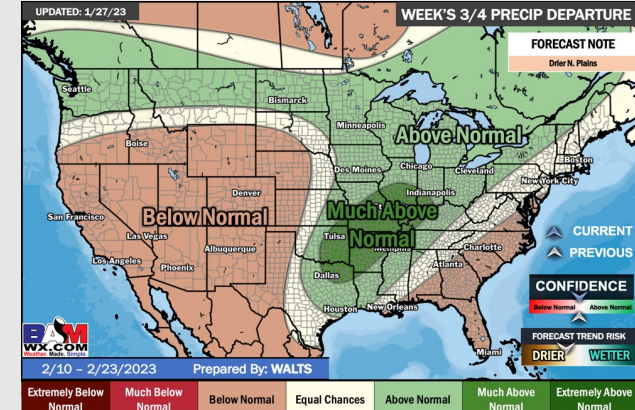 UPDATED: 1/27/23
WEEK'S 3/4 PRECIP DEPARTURE
FORECAST NOTE
Drier N. Plains
Seattle
Bismarck
Minneapolis
Above Normal
Boise
Boston
Des Moines
Chicago
Cleveland
New York City
Denver
Indianapolis
San Francisco
Below Normal
Much Above
Normal
Las Vegas
Tulsa
Memphis
CURRENT
Albuquerque
Charlotte
PREVIOUS
Los Angeles
Phoenix
Atlanta
Dallas
CONFIDENCE
Below Normal
Above Normal
Houston
New Orleans
BAM
WX.COM
Weather. Made. Simple.
FORECAST TREND RISK
DRIER
WETTER
Miami
2/10 – 2/23/2023
Prepared By: WALTS
Extremely Below
Normal
Much Below
Normal
Below Normal
Equal Chances
Above Normal
Much Above
Normal
Extremely Above
Normal